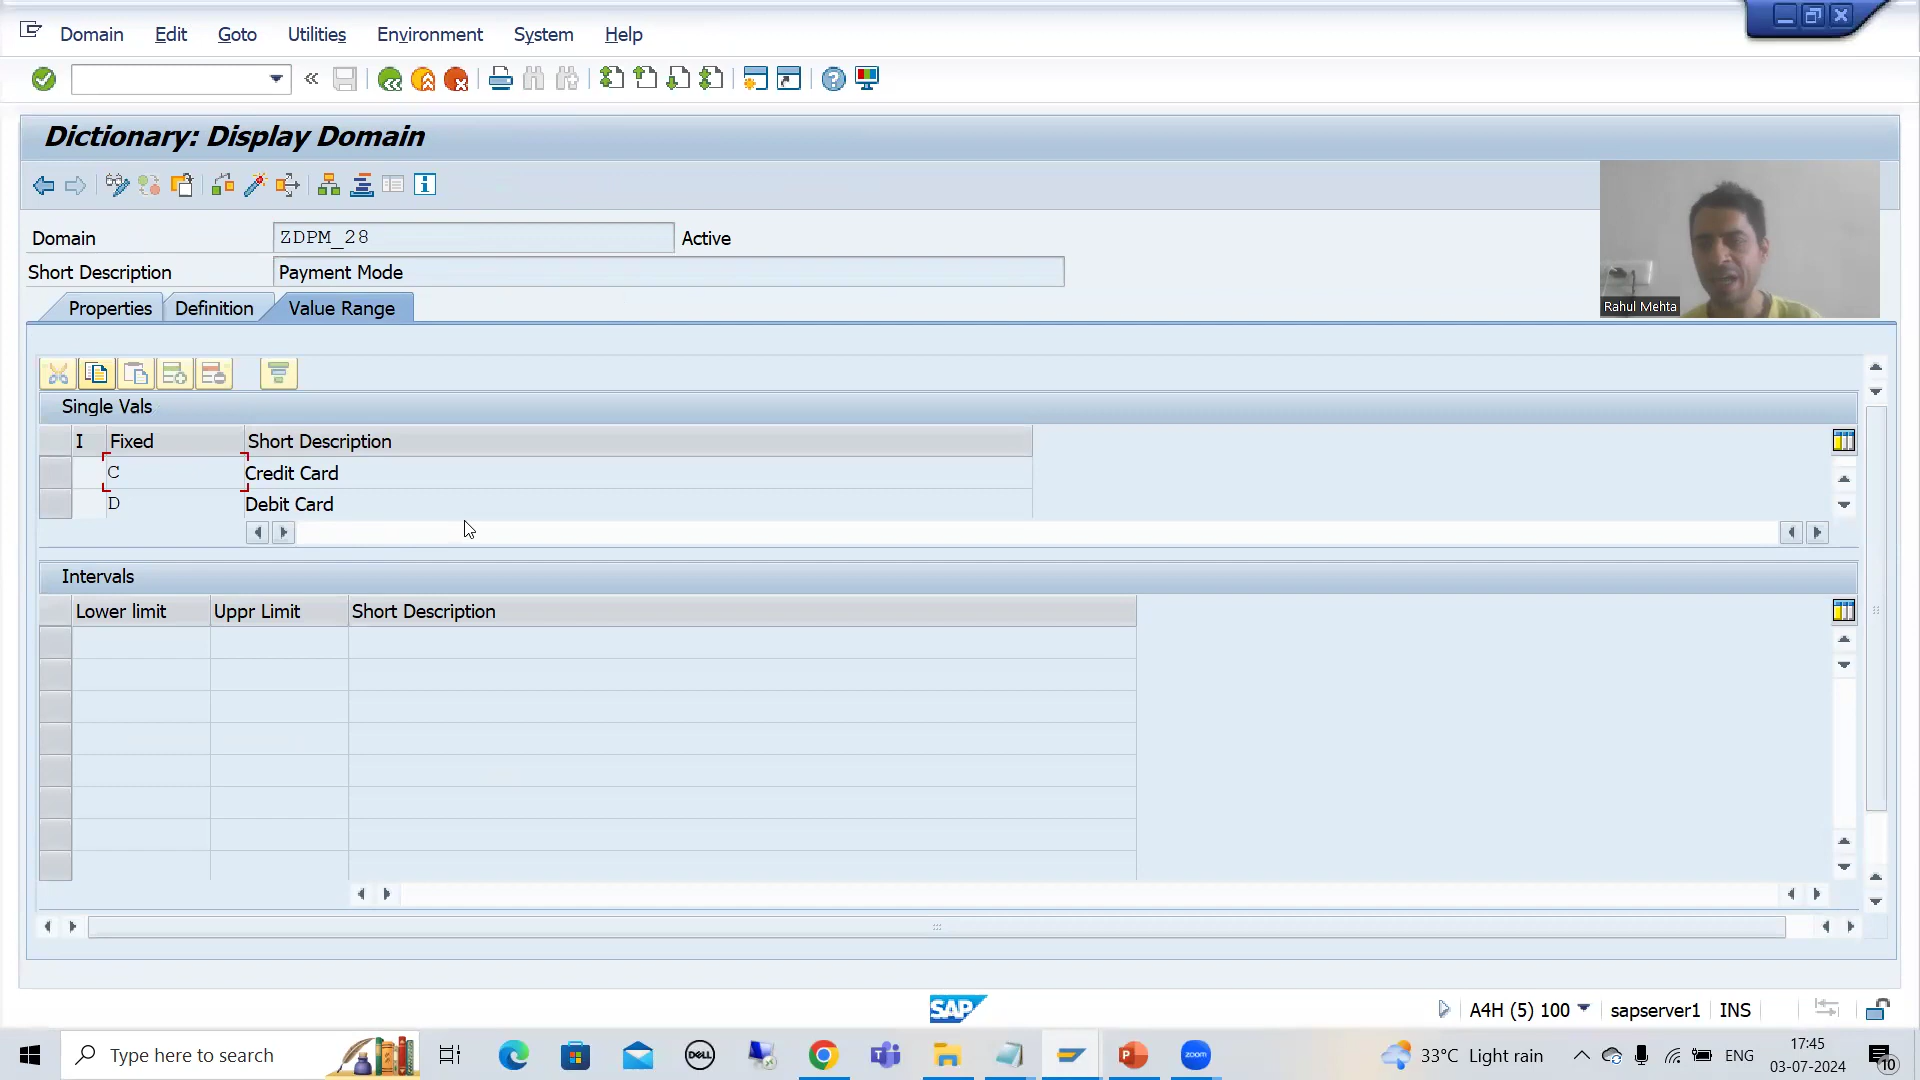 Domain Edit Goto Utilities Environment System Help
Dictionary: Display Domain
Domain ZDPM_28 Active
Short Description Payment Mode
Properties Definition Value Range
Rahul Mehta
Single Vals
I Fixed Short Description
C Credit Card
D Debit Card
Intervals
Lower limit Uppr Limit Short Description
SAP A4H (5) 100 sapserver1 INS
Type here to search
DELL
zoom
33°C Light rain
ENG
17:45
03-07-2024
10